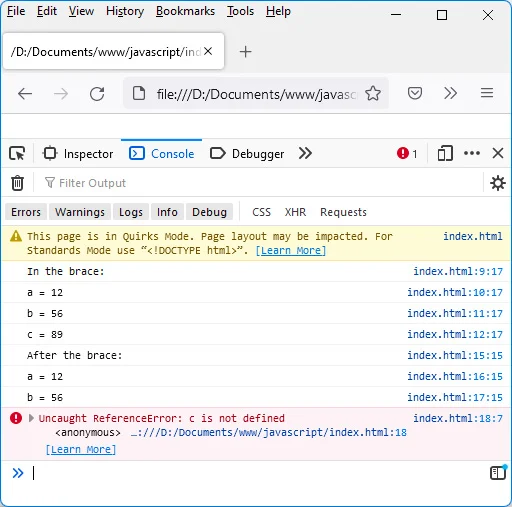 File Edit View History Bookmarks Tools Help
/D:/Documents/www/javascript/ind
file:///D:/Documents/www/javasc
Inspector Console Debugger 1
Filter Output
Errors Warnings Logs Info Debug CSS XHR Requests
This page is in Quirks Mode. Page layout may be impacted. For index.html
Standards Mode use “<!DOCTYPE html>”. [Learn More]
In the brace: index.html:9:17
a = 12 index.html:10:17
b = 56 index.html:11:17
c = 89 index.html:12:17
After the brace: index.html:15:15
a = 12 index.html:16:15
b = 56 index.html:17:15
Uncaught ReferenceError: c is not defined index.html:18:7
<anonymous> …:///D:/Documents/www/javascript/index.html:18
[Learn More]